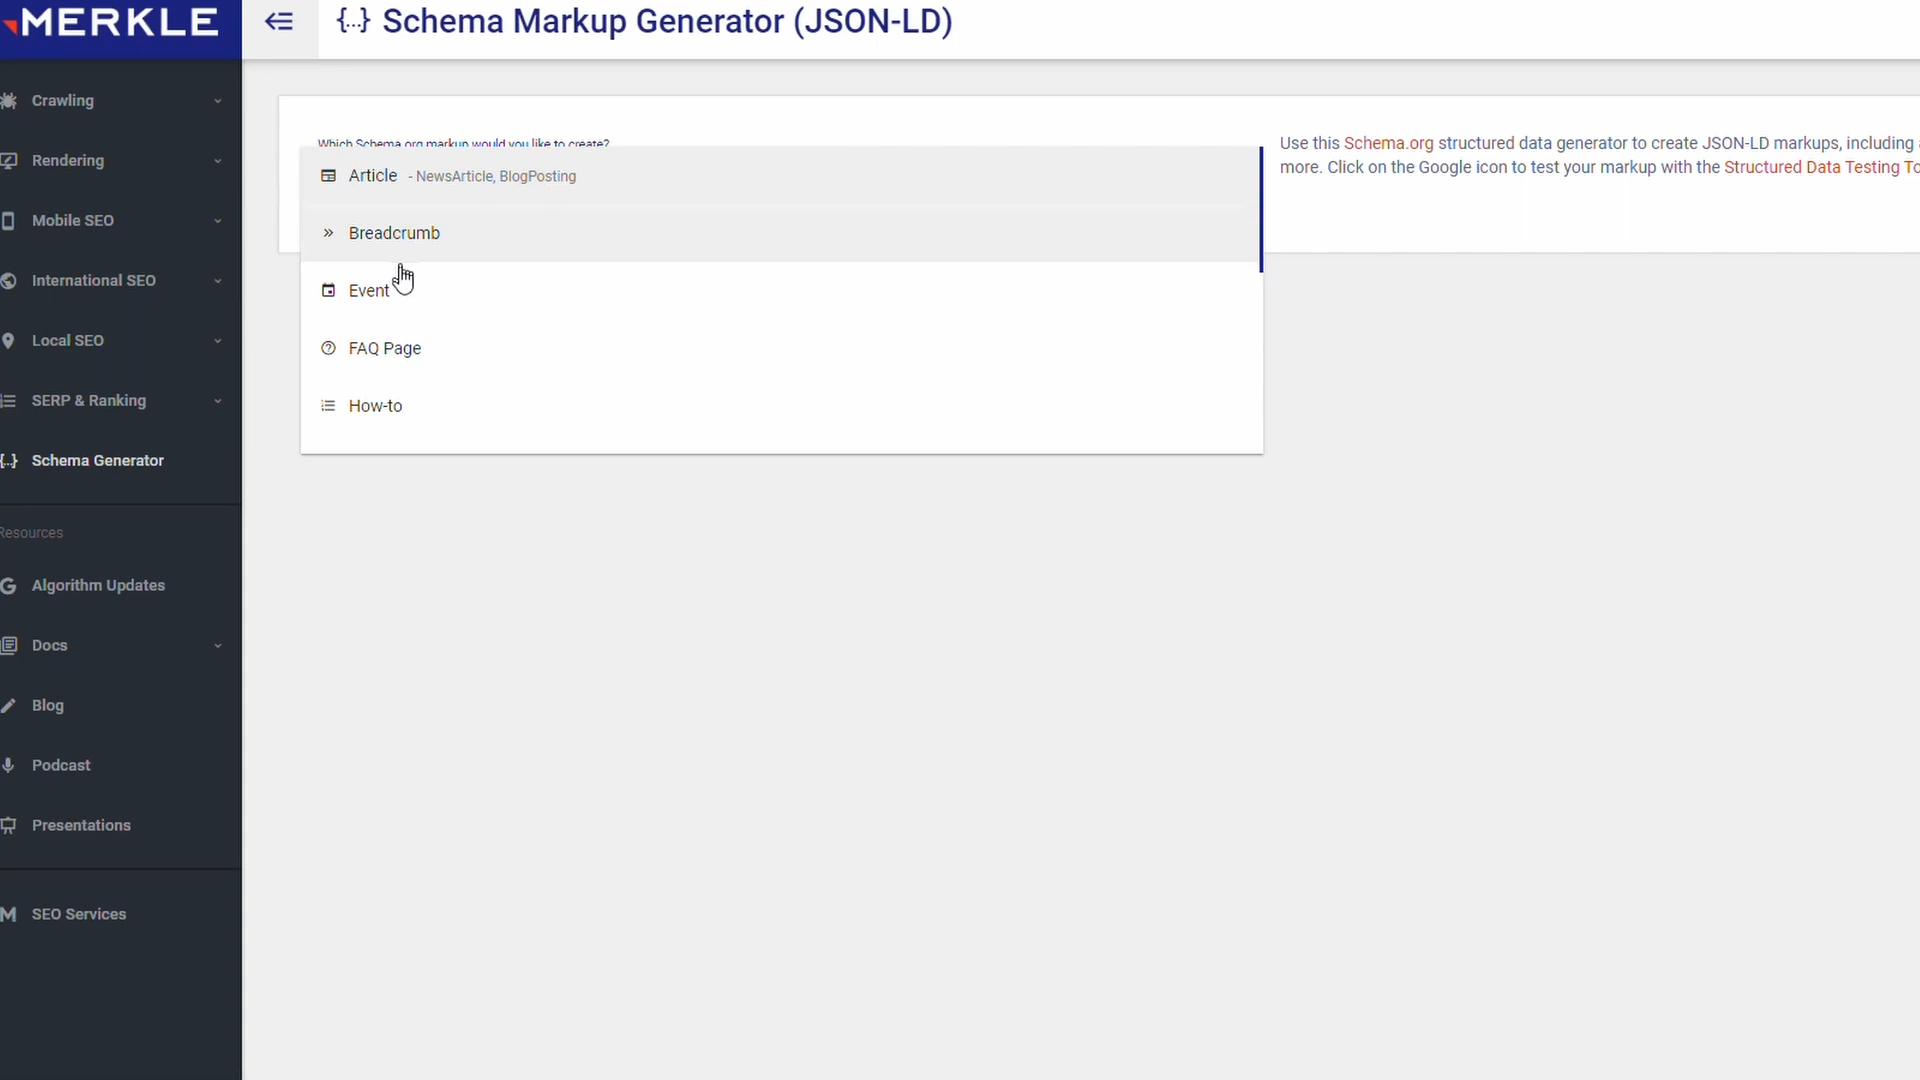 MERKLE
{...} Schema Markup Generator (JSON-LD)
Crawling
Rendering
Mobile SEO
International SEO
Local SEO
SERP & Ranking
{...} Schema Generator
Resources
Algorithm Updates
Docs
Blog
Podcast
Presentations
SEO Services
Which Schema.org markup would you like to create?
Article - NewsArticle, BlogPosting
Breadcrumb
Event
FAQ Page
How-to
Use this Schema.org structured data generator to create JSON-LD markups, including
more. Click on the Google icon to test your markup with the Structured Data Testing